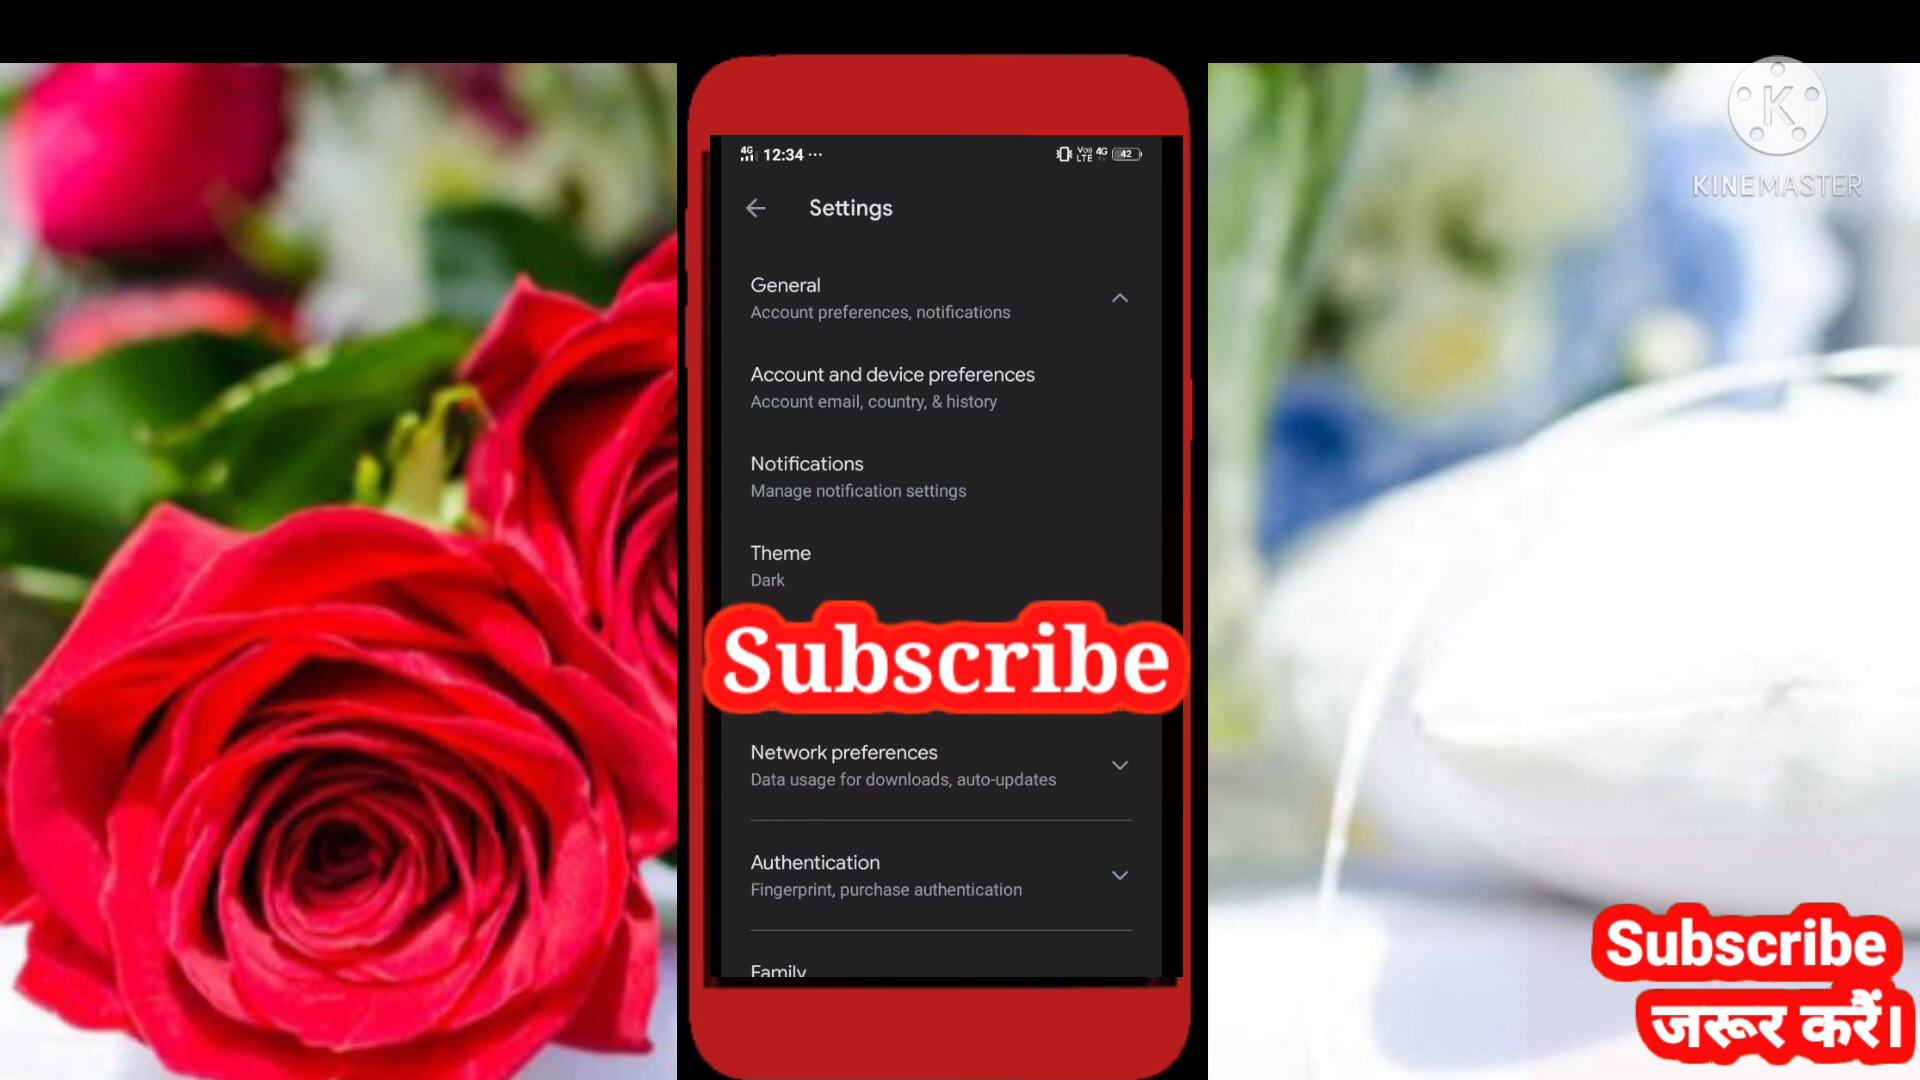 4G 12:34 ...
Vo) LTE 4G 42
Settings
General
Account preferences, notifications
Account and device preferences
Account email, country, & history
Notifications
Manage notification settings
Theme
Dark
Subscribe
Network preferences
Data usage for downloads, auto-updates
Authentication
Fingerprint, purchase authentication
Family
K
KINEMASTER
Subscribe
जरूर करें।